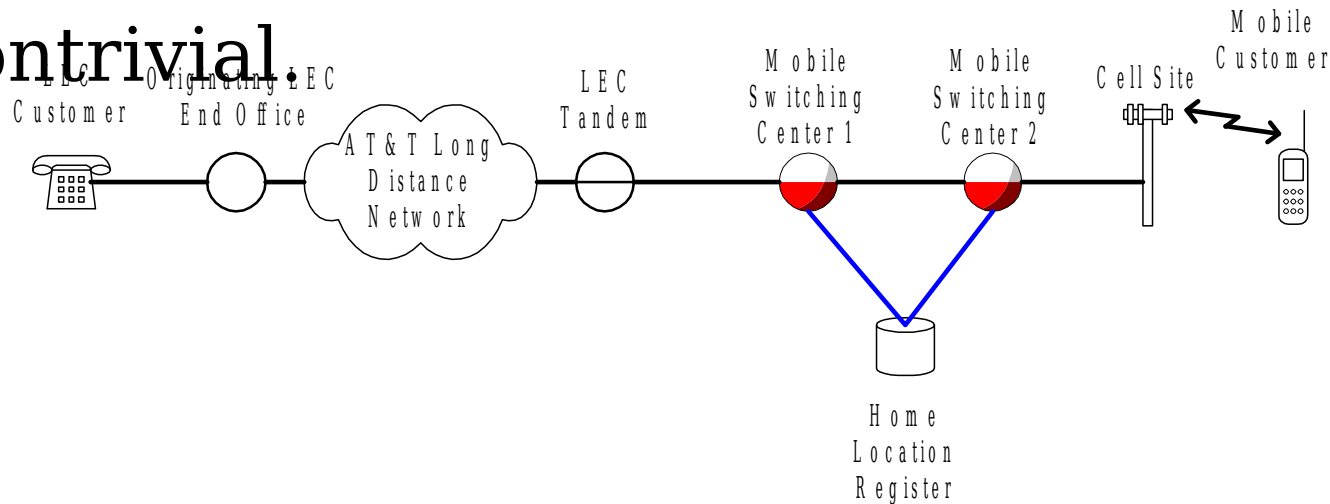 ontrivial.
LEC
Customer
Originating LEC
End Office
AT&T Long
Distance
Network
LEC
Tandem
Mobile
Switching
Center 1
Mobile
Switching
Center 2
Cell Site
Mobile
Customer
Home
Location
Register